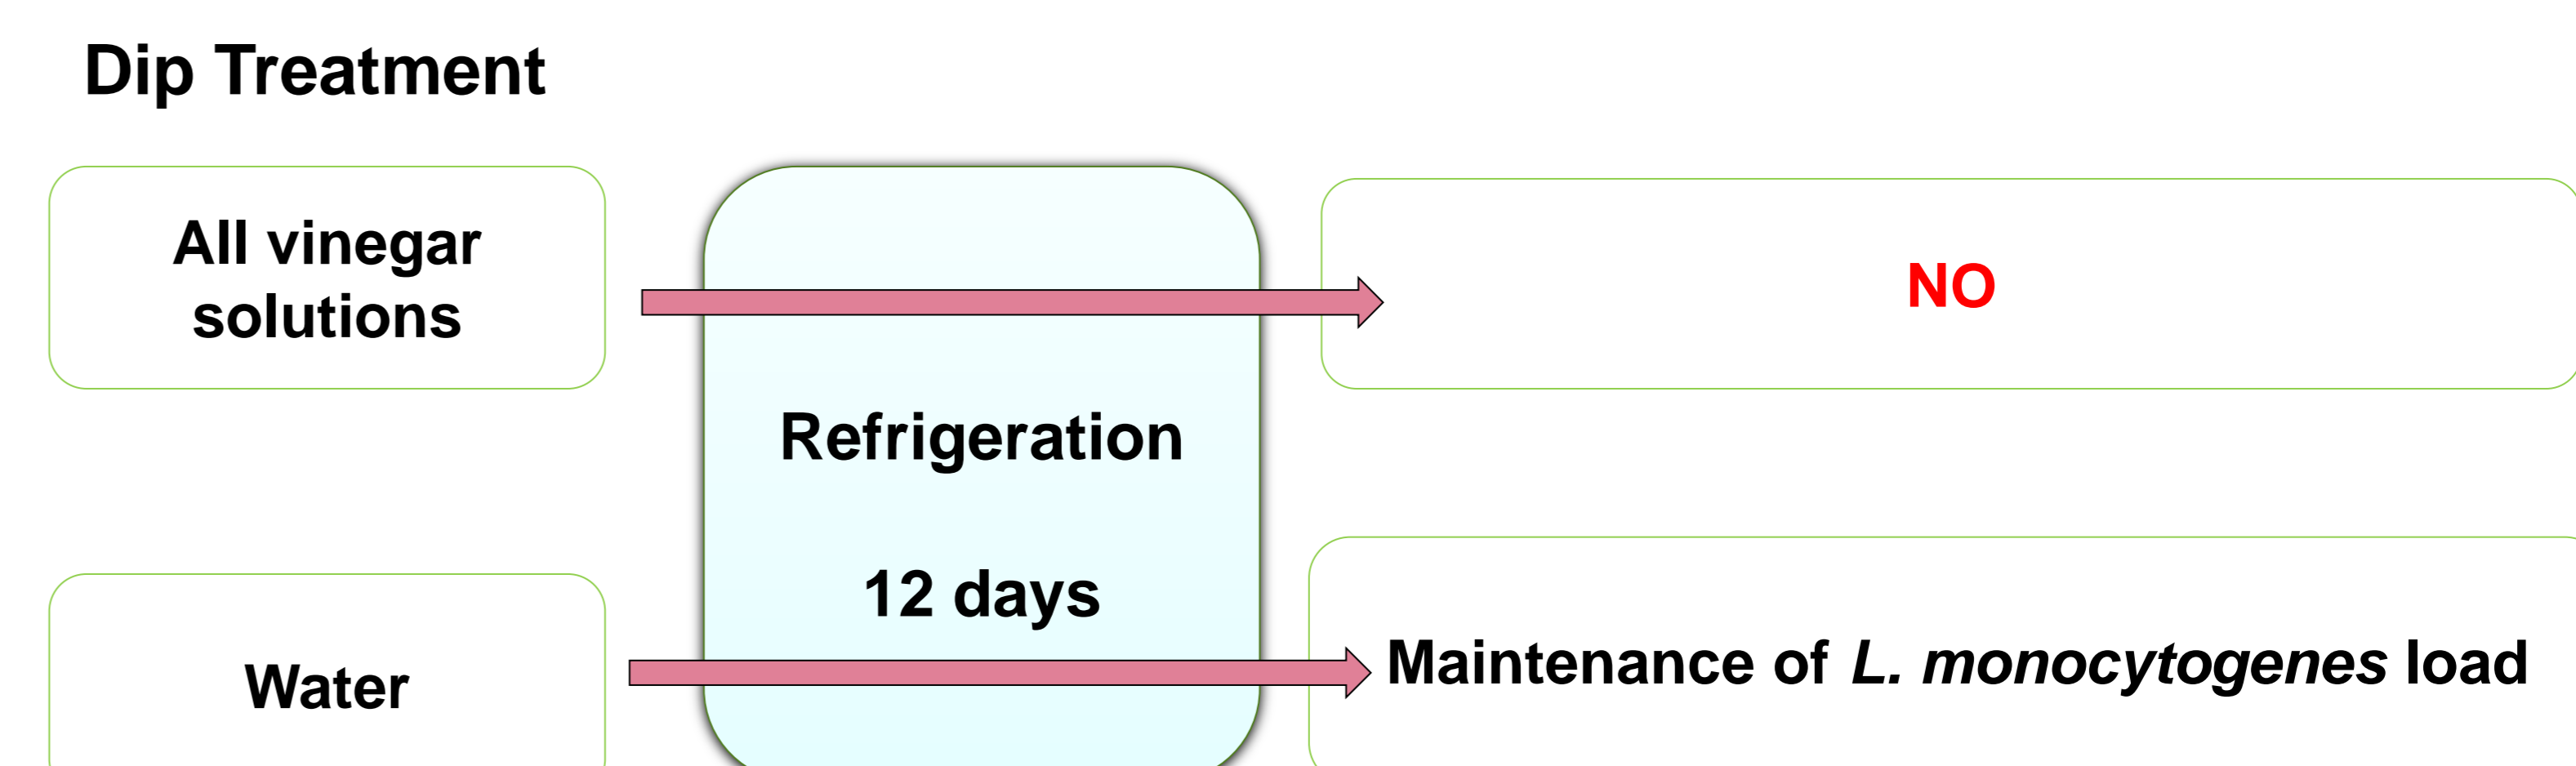 Dip Treatment
All vinegar
solutions
NO
Refrigeration
12 days
Water
Maintenance of L. monocytogenes load